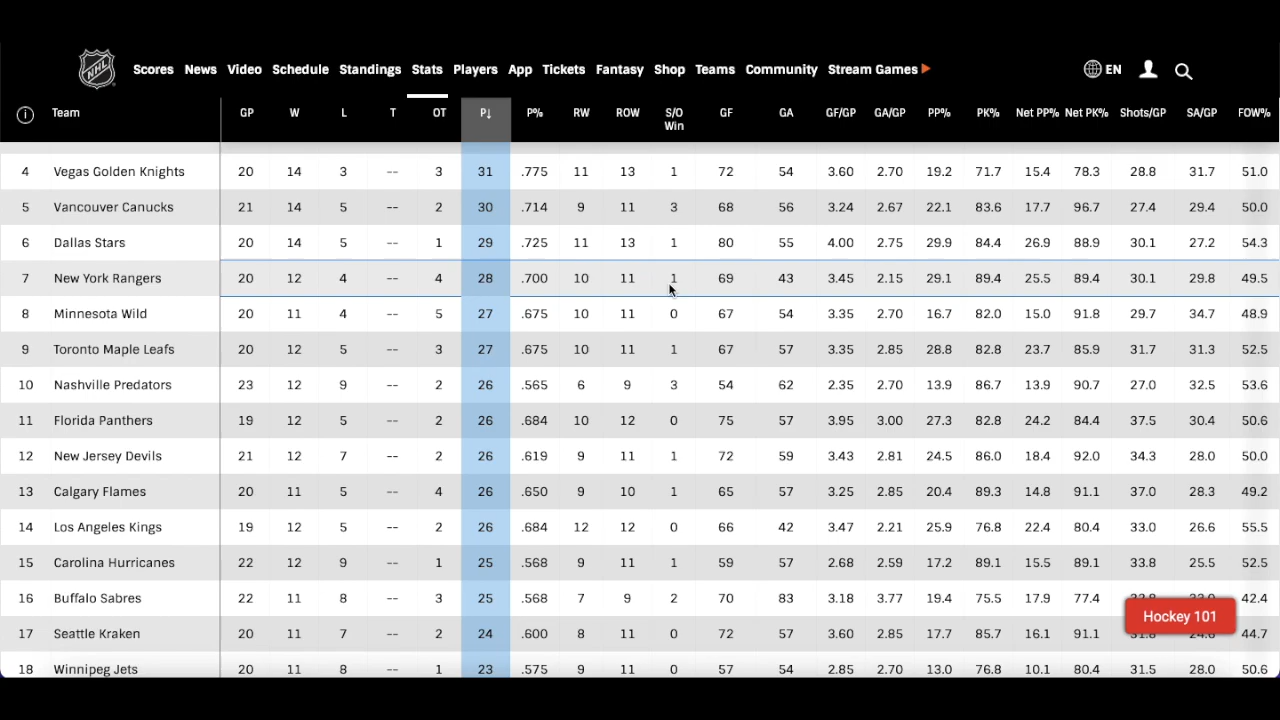 NHL
Scores News Video Schedule Standings Stats Players App Tickets Fantasy Shop Teams Community Stream Games EN
i Team GP W L T OT P↓ P% RW ROW S/O Win GF GA GF/GP GA/GP PP% PK% Net PP% Net PK% Shots/GP SA/GP FOW%
4 Vegas Golden Knights 20 14 3 -- 3 31 .775 11 13 1 72 54 3.60 2.70 19.2 71.7 15.4 78.3 28.8 31.7 51.0
5 Vancouver Canucks 21 14 5 -- 2 30 .714 9 11 3 68 56 3.24 2.67 22.1 83.6 17.7 96.7 27.4 29.4 50.0
6 Dallas Stars 20 14 5 -- 1 29 .725 11 13 1 80 55 4.00 2.75 29.9 84.4 26.9 88.9 30.1 27.2 54.3
7 New York Rangers 20 12 4 -- 4 28 .700 10 11 1 69 43 3.45 2.15 29.1 89.4 25.5 89.4 30.1 29.8 49.5
8 Minnesota Wild 20 11 4 -- 5 27 .675 10 11 0 67 54 3.35 2.70 16.7 82.0 15.0 91.8 29.7 34.7 48.9
9 Toronto Maple Leafs 20 12 5 -- 3 27 .675 10 11 1 67 57 3.35 2.85 28.8 82.8 23.7 85.9 31.7 31.3 52.5
10 Nashville Predators 23 12 9 -- 2 26 .565 6 9 3 54 62 2.35 2.70 13.9 86.7 13.9 90.7 27.0 32.5 53.6
11 Florida Panthers 19 12 5 -- 2 26 .684 10 12 0 75 57 3.95 3.00 27.3 82.8 24.2 84.4 37.5 30.4 50.6
12 New Jersey Devils 21 12 7 -- 2 26 .619 9 11 1 72 59 3.43 2.81 24.5 86.0 18.4 92.0 34.3 28.0 50.0
13 Calgary Flames 20 11 5 -- 4 26 .650 9 10 1 65 57 3.25 2.85 20.4 89.3 14.8 91.1 37.0 28.3 49.2
14 Los Angeles Kings 19 12 5 -- 2 26 .684 12 12 0 66 42 3.47 2.21 25.9 76.8 22.4 80.4 33.0 26.6 55.5
15 Carolina Hurricanes 22 12 9 -- 1 25 .568 9 11 1 59 57 2.68 2.59 17.2 89.1 15.5 89.1 33.8 25.5 52.5
16 Buffalo Sabres 22 11 8 -- 3 25 .568 7 9 2 70 83 3.18 3.77 19.4 75.5 17.9 77.4 42.4
Hockey 101
17 Seattle Kraken 20 11 7 -- 2 24 .600 8 11 0 72 57 3.60 2.85 17.7 85.7 16.1 91.1 44.7
18 Winnipeg Jets 20 11 8 -- 1 23 .575 9 11 0 57 54 2.85 2.70 13.0 76.8 10.1 80.4 31.5 28.0 50.6